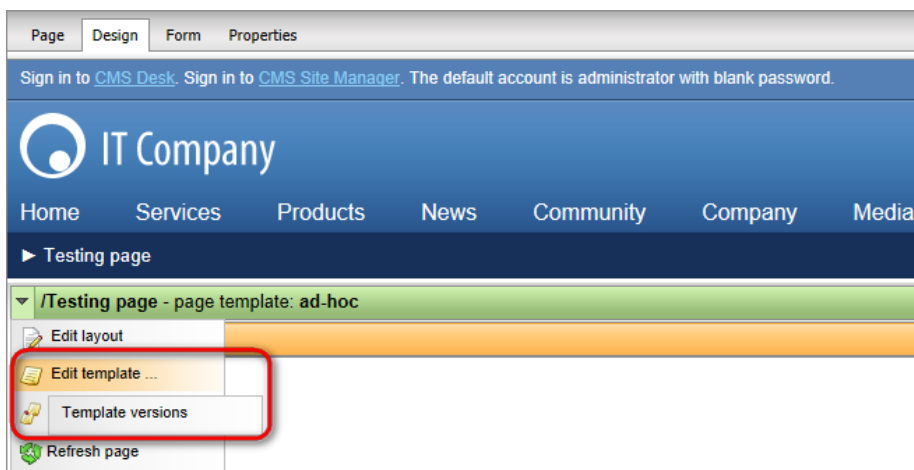 Page Design Form Properties
Sign in to CMS Desk. Sign in to CMS Site Manager. The default account is administrator with blank password.
IT Company
Home Services Products News Community Company Media
► Testing page
/Testing page - page template: ad-hoc
Edit layout
Edit template ...
Template versions
Refresh page